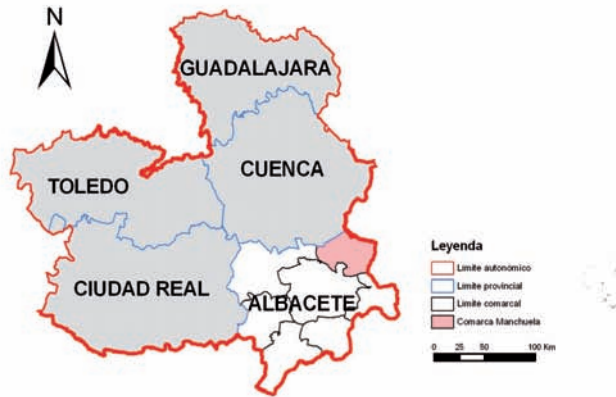 N
GUADALAJARA
CUENCA
TOLEDO
CIUDAD REAL
ALBACETE
Leyenda
Límite autonómico
Límite provincial
Límite comarcal
Comarca Manchuela
0 25 50 100 Km